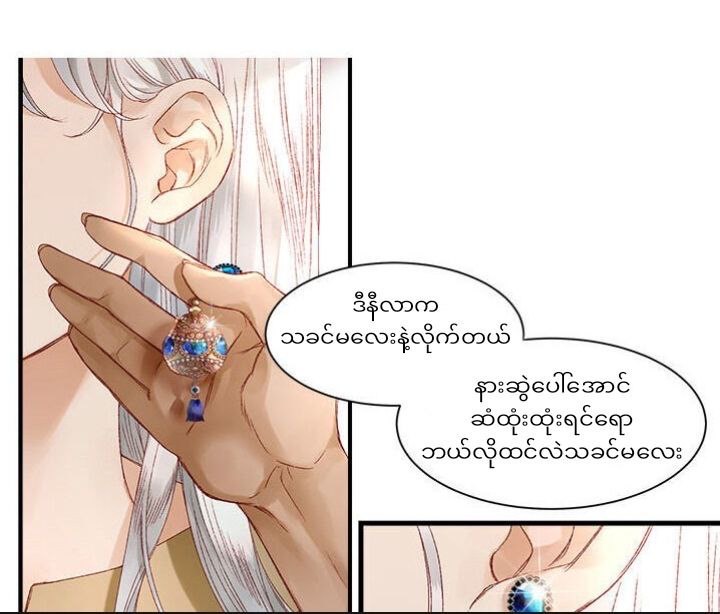 ဒီနီလာက
သခင်မလေးနဲ့လိုက်တယ်
နားဆွဲပေါ်အောင်
ဆံထုံးထုံးရင်ရော
ဘယ်လိုထင်လဲသခင်မလေး